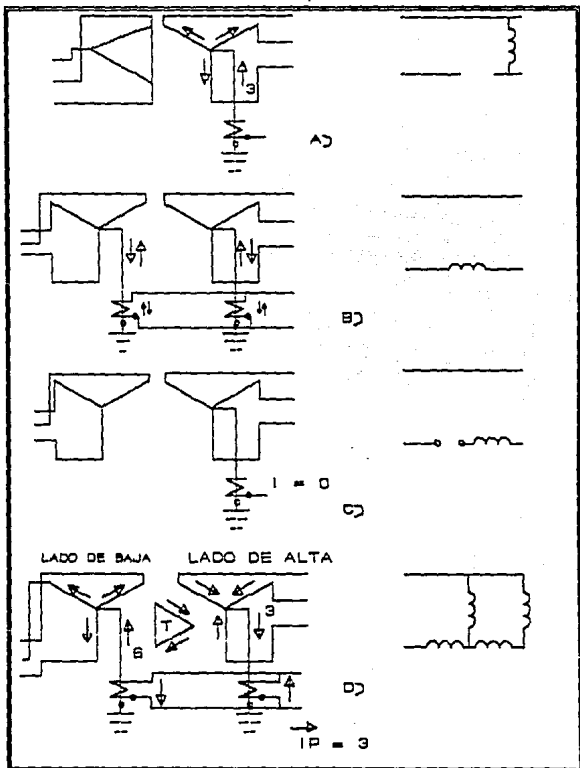 3
A)
B)
I = 0
C)
LADO DE BAJA LADO DE ALTA
T
3
6
D)
IP = 3